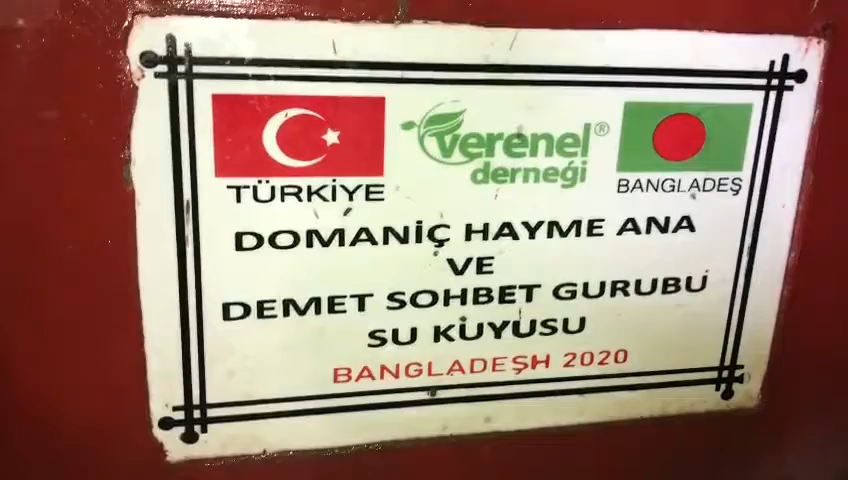 verenel®
derneği
TÜRKİYE
BANGLADEŞ
DOMANİÇ HAYME ANA
VE
DEMET SOHBET GURUBU
SU KUYUSU
BANGLADEŞH 2020